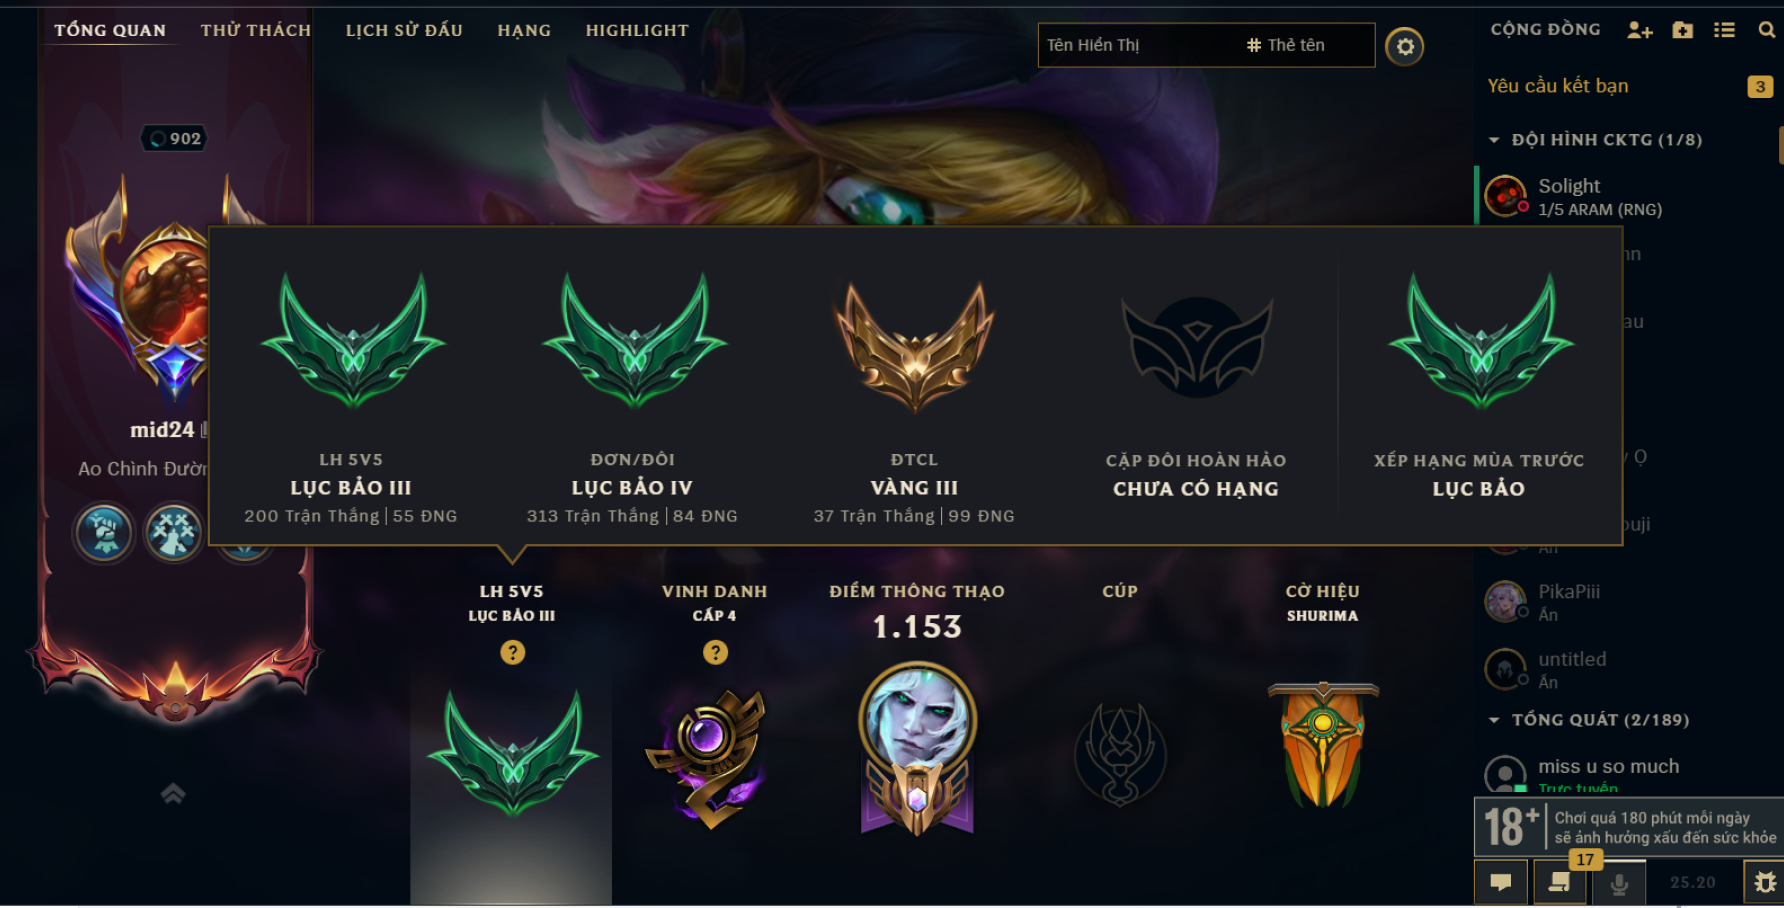 TỔNG QUAN
THỬ THÁCH
LỊCH SỬ ĐẤU
HẠNG
HIGHLIGHT
Tên Hiển Thị
# Thẻ tên
CỘNG ĐỒNG
Yêu cầu kết bạn
3
ĐỘI HÌNH CKTG (1/8)
902
Solight
1/5 ARAM (RNG)
mid24
LH 5V5
LỤC BẢO III
200 Trận Thắng | 55 ĐNG
ĐƠN/ĐÔI
LỤC BẢO IV
313 Trận Thắng | 84 ĐNG
ĐTCL
VÀNG III
37 Trận Thắng | 99 ĐNG
CẶP ĐÔI HOÀN HẢO
CHƯA CÓ HẠNG
XẾP HẠNG MÙA TRƯỚC
LỤC BẢO
Ao Chình
LH 5V5
LỤC BẢO III
?
VINH DANH
CẤP 4
?
ĐIỂM THÔNG THẠO
1.153
CÚP
CỜ HIỆU
SHURIMA
PikaPiii
Ẩn
untitled
Ẩn
TỔNG QUÁT (2/189)
miss u so much
Trực tuyến
18+
Chơi quá 180 phút mỗi ngày
sẽ ảnh hưởng xấu đến sức khỏe
17
25.20